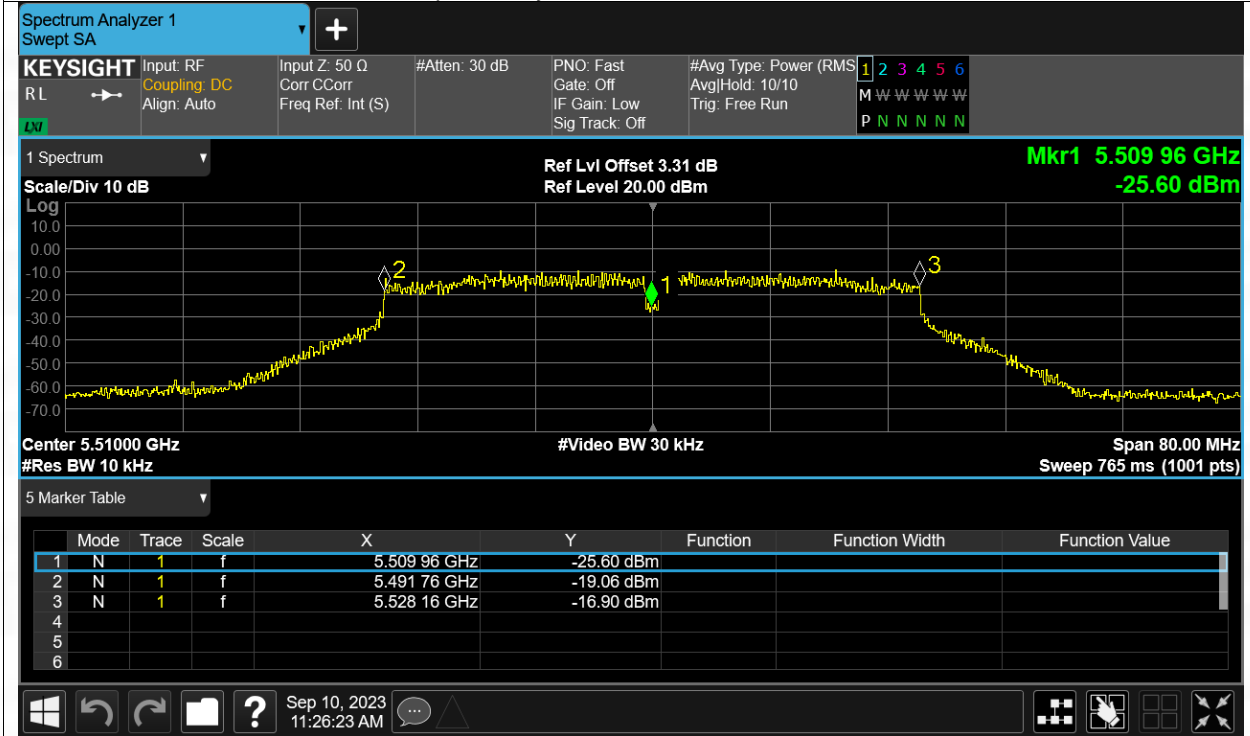 Spectrum Analyzer 1
Swept SA
KEYSIGHT
R L
LXI
Input: RF
Coupling: DC
Align: Auto
Input Z: 50 Ω
Corr CCorr
Freq Ref: Int (S)
#Atten: 30 dB
PNO: Fast
Gate: Off
IF Gain: Low
Sig Track: Off
#Avg Type: Power (RMS
Avg|Hold: 10/10
Trig: Free Run
1 2 3 4 5 6
M W W W W W
P N N N N N
1 Spectrum
Scale/Div 10 dB
Ref Lvl Offset 3.31 dB
Ref Level 20.00 dBm
Mkr1 5.509 96 GHz
-25.60 dBm
Log
10.0
0.00
-10.0
-20.0
-30.0
-40.0
-50.0
-60.0
-70.0
2
1
3
Center 5.51000 GHz
#Res BW 10 kHz
#Video BW 30 kHz
Span 80.00 MHz
Sweep 765 ms (1001 pts)
5 Marker Table
Mode Trace Scale X Y Function Function Width Function Value
1 N 1 f 5.509 96 GHz -25.60 dBm
2 N 1 f 5.491 76 GHz -19.06 dBm
3 N 1 f 5.528 16 GHz -16.90 dBm
4
5
6
?
Sep 10, 2023
11:26:23 AM